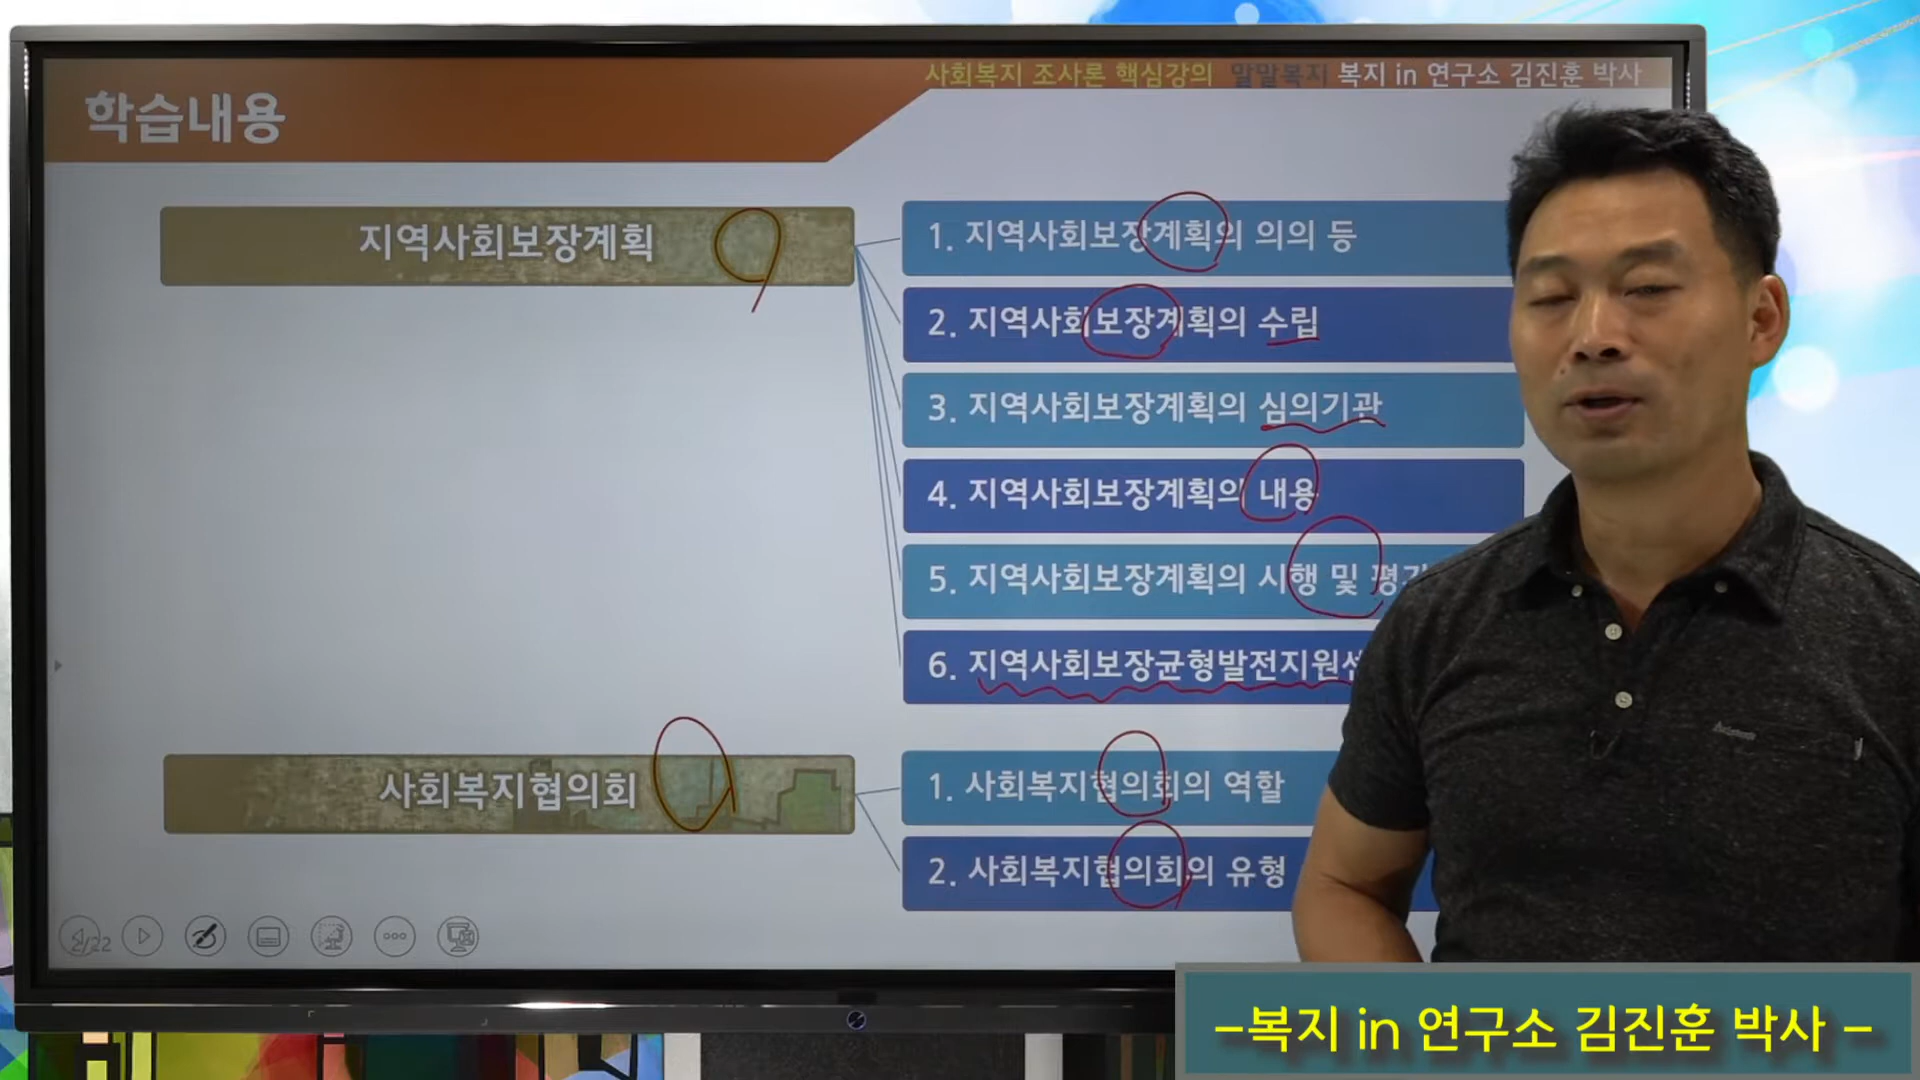 사회복지 조사론 핵심강의 말말복지 복지 in 연구소 김진훈 박사
학습내용
지역사회보장계획
1. 지역사회보장계획의 의의 등
2. 지역사회보장계획의 수립
3. 지역사회보장계획의 심의기관
4. 지역사회보장계획의 내용
5. 지역사회보장계획의 시행 및 평가
6. 지역사회보장균형발전지원센
사회복지협의회
1. 사회복지협의회의 역할
2. 사회복지협의회의 유형
2/22
-복지 in 연구소 김진훈 박사 -